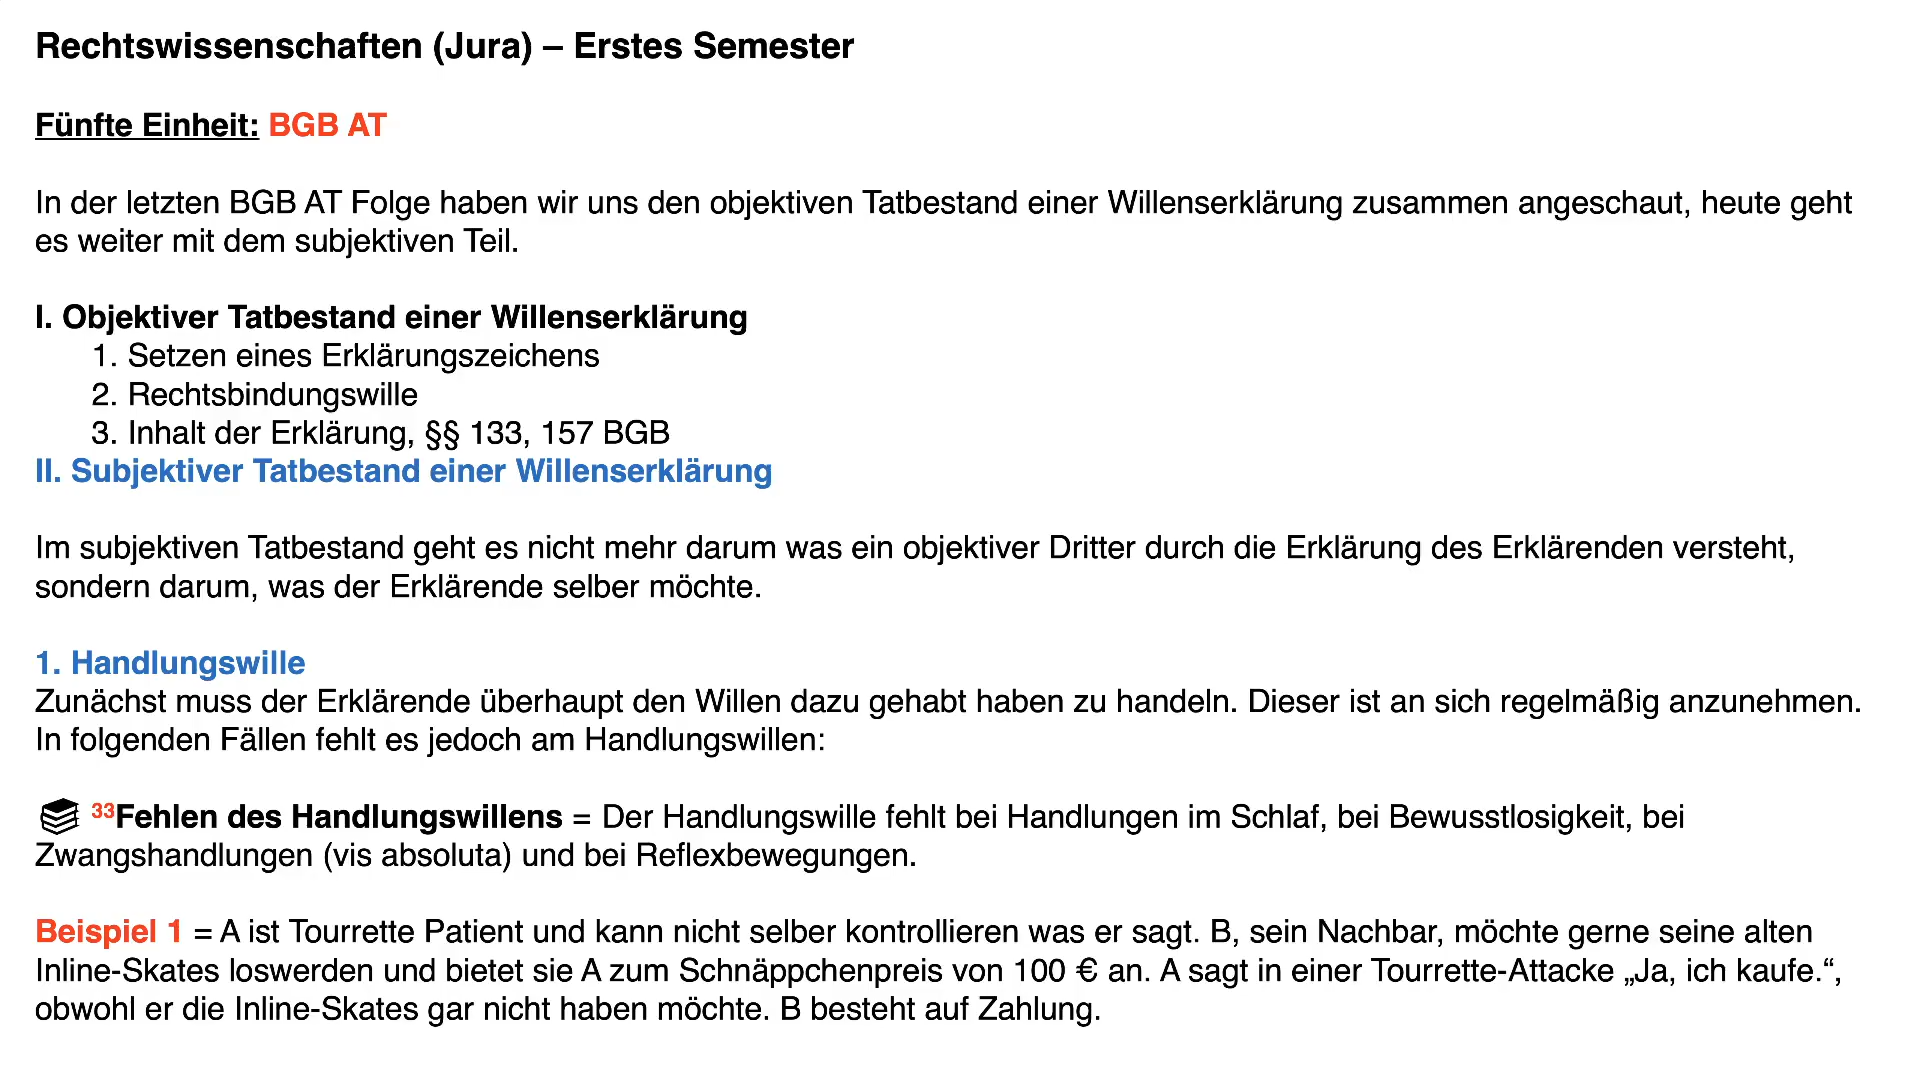 Rechtswissenschaften (Jura) – Erstes Semester
Fünfte Einheit: BGB AT
In der letzten BGB AT Folge haben wir uns den objektiven Tatbestand einer Willenserklärung zusammen angeschaut, heute geht
es weiter mit dem subjektiven Teil.
I. Objektiver Tatbestand einer Willenserklärung
1. Setzen eines Erklärungszeichens
2. Rechtsbindungswille
3. Inhalt der Erklärung, §§ 133, 157 BGB
II. Subjektiver Tatbestand einer Willenserklärung
Im subjektiven Tatbestand geht es nicht mehr darum was ein objektiver Dritter durch die Erklärung des Erklärenden versteht,
sondern darum, was der Erklärende selber möchte.
1. Handlungswille
Zunächst muss der Erklärende überhaupt den Willen dazu gehabt haben zu handeln. Dieser ist an sich regelmäßig anzunehmen.
In folgenden Fällen fehlt es jedoch am Handlungswillen:
33Fehlen des Handlungswillens = Der Handlungswille fehlt bei Handlungen im Schlaf, bei Bewusstlosigkeit, bei
Zwangshandlungen (vis absoluta) und bei Reflexbewegungen.
Beispiel 1 = A ist Tourrette Patient und kann nicht selber kontrollieren was er sagt. B, sein Nachbar, möchte gerne seine alten
Inline-Skates loswerden und bietet sie A zum Schnäppchenpreis von 100 € an. A sagt in einer Tourrette-Attacke „Ja, ich kaufe.“,
obwohl er die Inline-Skates gar nicht haben möchte. B besteht auf Zahlung.